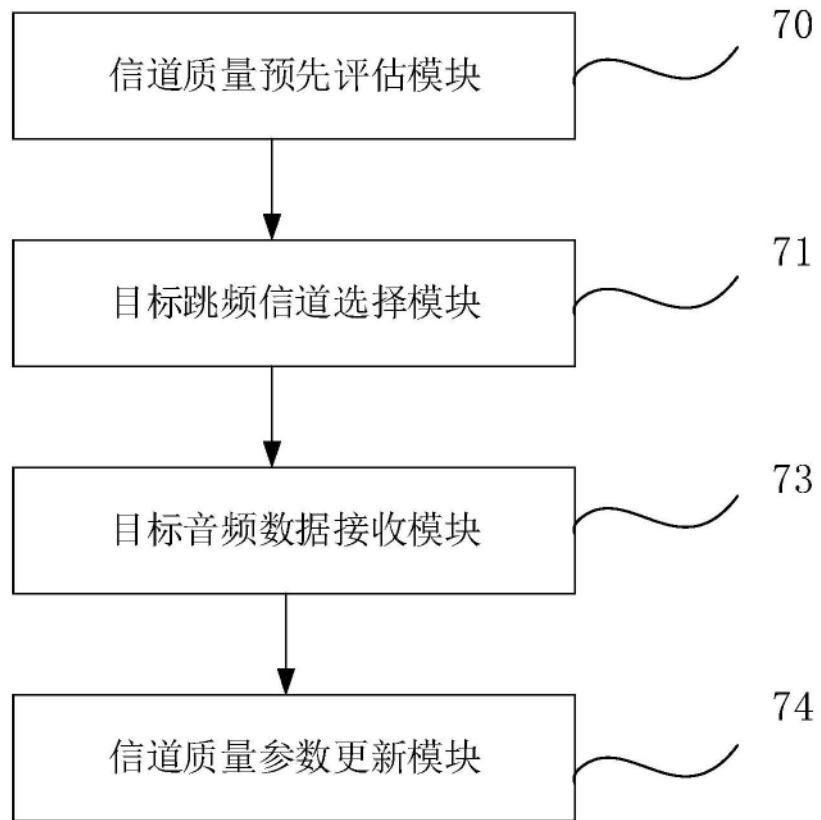 70
信道质量预先评估模块
71
目标跳频信道选择模块
73
目标音频数据接收模块
74
信道质量参数更新模块